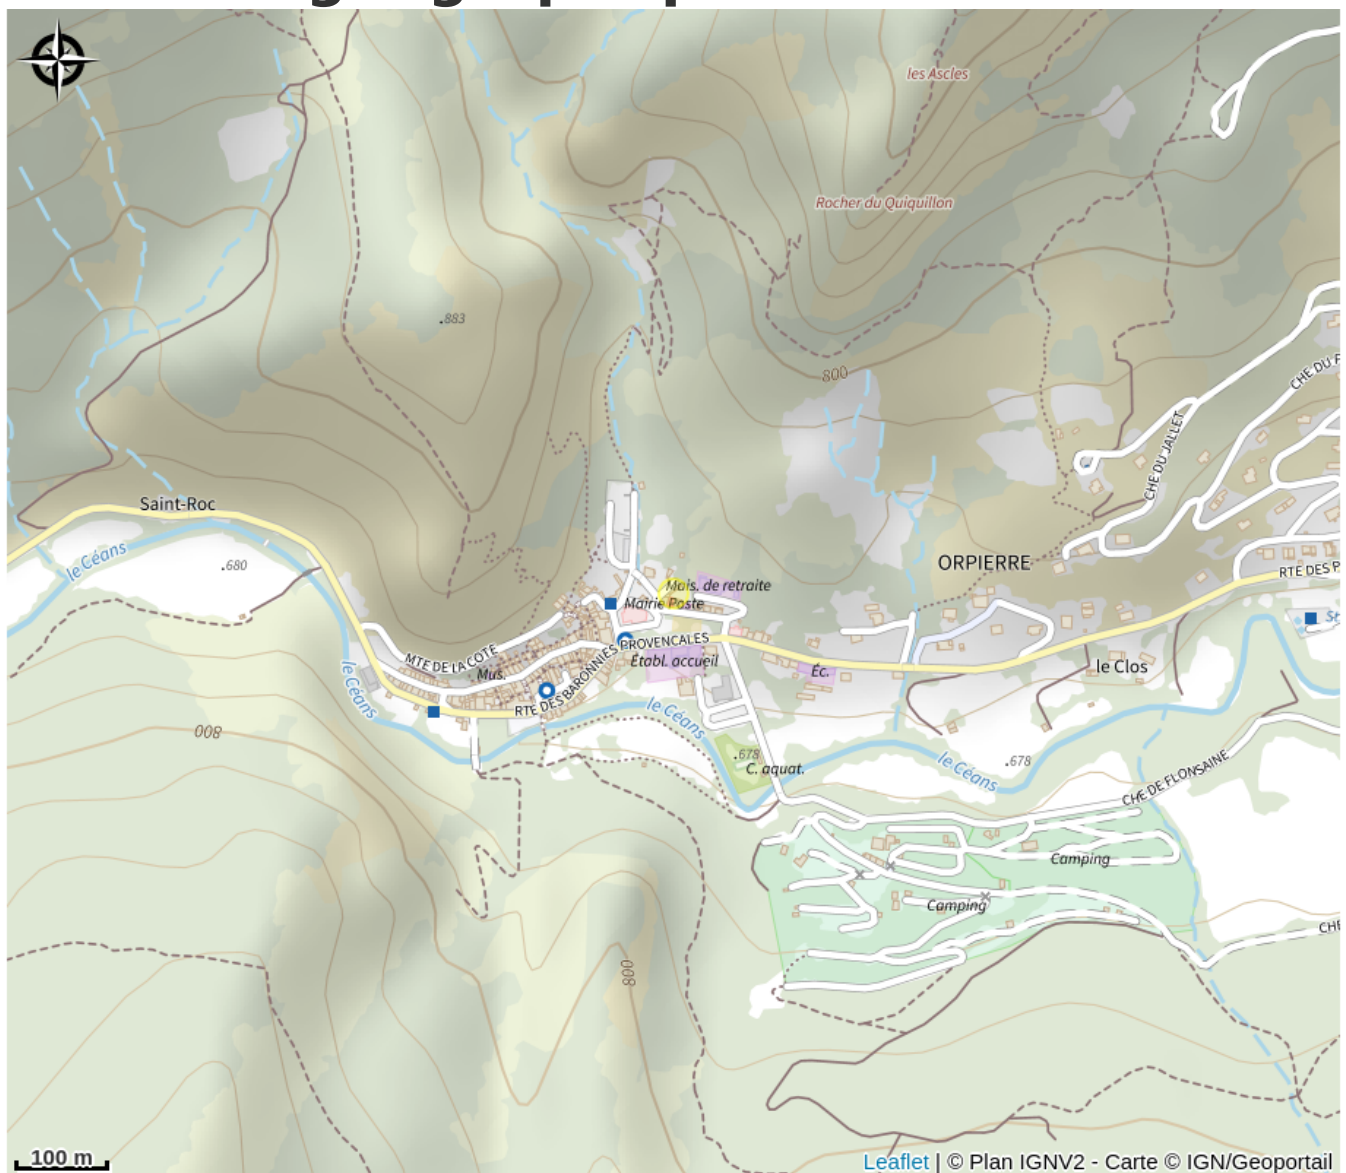 les Ascles
Rocher du Quiquillon
.883
800
CHE DU JALLET
CHE DU
Saint-Roc
le Céans
.680
ORPIERRE
RTE DES P
Mais. de retraite
Mairie Poste
MTE DE LA COTE
Mus.
RTE DES BARONNIES PROVENCALES
Établ. accueil
Éc.
le Clos
St
le Céans
le Céans
800
.678
C. aquat.
le Céans
.678
CHE DE FLONSAINE
Camping
Camping
CHE
800
100 m
Leaflet | © Plan IGNV2 - Carte © IGN/Geoportail